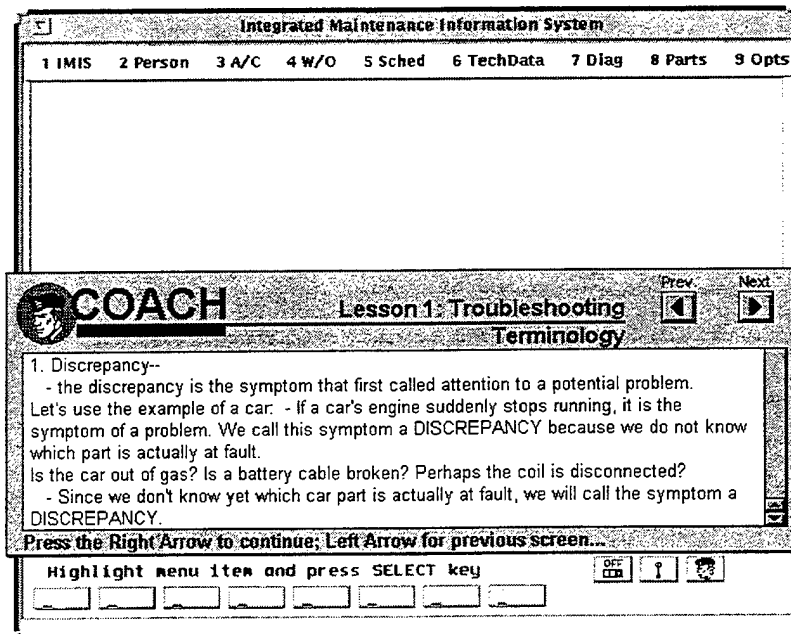 Integrated Maintenance Information System
1 IMIS 2 Person 3 A/C 4 W/O 5 Sched 6 TechData 7 Diag 8 Parts 9 Opts
COACH
Lesson 1: Troubleshooting
Terminology
Prev Next
1. Discrepancy--
- the discrepancy is the symptom that first called attention to a potential problem.
Let's use the example of a car: - If a car's engine suddenly stops running, it is the
symptom of a problem. We call this symptom a DISCREPANCY because we do not know
which part is actually at fault.
Is the car out of gas? Is a battery cable broken? Perhaps the coil is disconnected?
- Since we don't know yet which car part is actually at fault, we will call the symptom a
DISCREPANCY.
Press the Right Arrow to continue; Left Arrow for previous screen...
Highlight menu item and press SELECT key
OFF